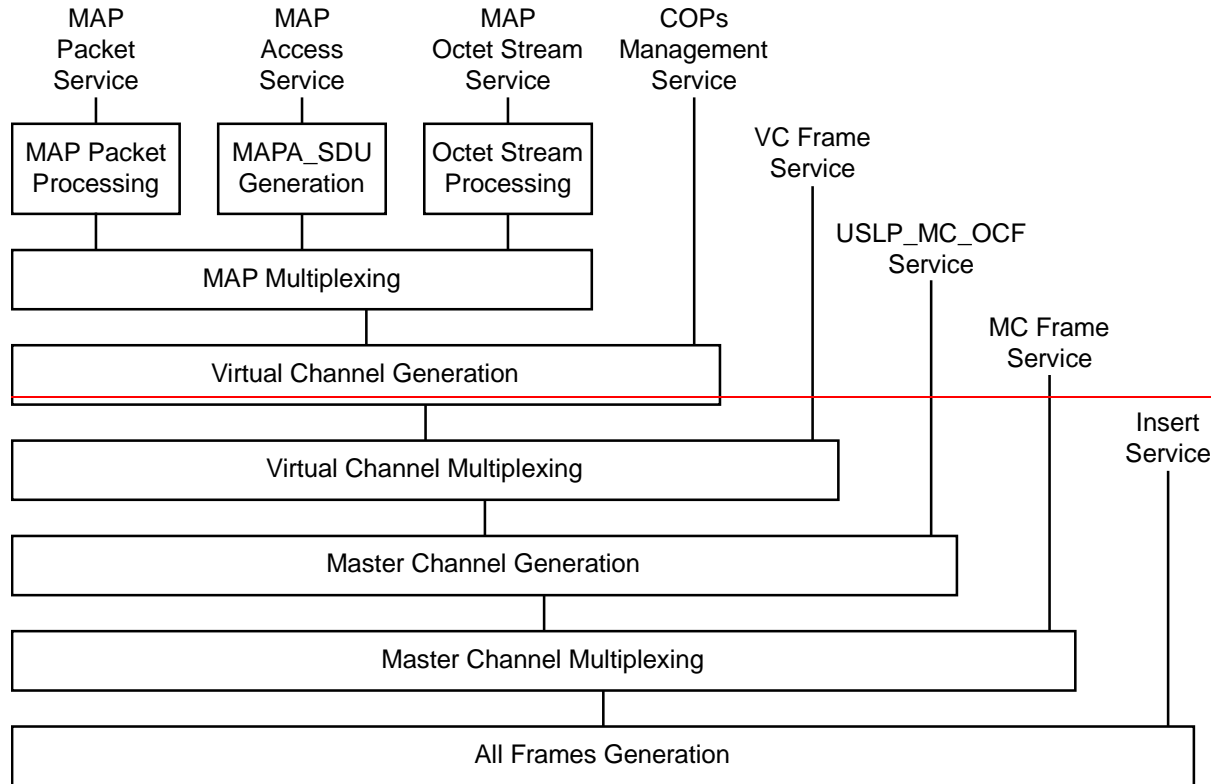 MAP
Packet
Service
MAP
Access
Service
MAP
Octet Stream
Service
COPs
Management
Service
MAP Packet
Processing
MAPA_SDU
Generation
Octet Stream
Processing
VC Frame
Service
MAP Multiplexing
USLP_MC_OCF
Service
Virtual Channel Generation
MC Frame
Service
Virtual Channel Multiplexing
Insert
Service
Master Channel Generation
Master Channel Multiplexing
All Frames Generation